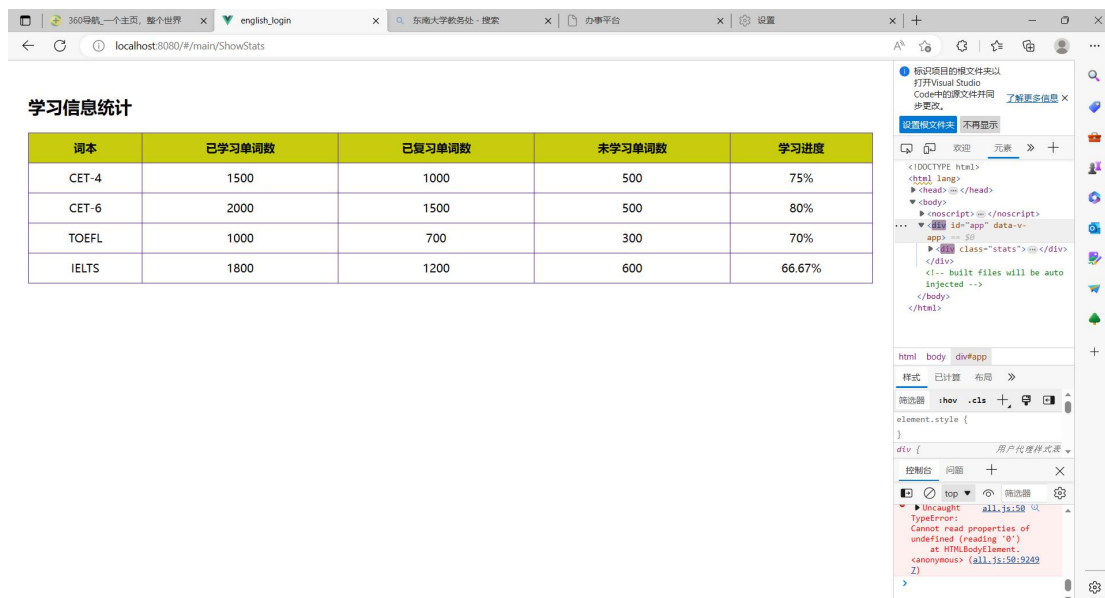 360导航_一个主页，整个世界
english_login
东南大学教务处 - 搜索
办事平台
设置
localhost:8080/#/main/ShowStats
学习信息统计
词本 已学习单词数 已复习单词数 未学习单词数 学习进度
CET-4 1500 1000 500 75%
CET-6 2000 1500 500 80%
TOEFL 1000 700 300 70%
IELTS 1800 1200 600 66.67%
标识项目的根文件夹以
打开Visual Studio
Code中的源文件并同
步更改。
了解更多信息
设置根文件夹 不再显示
欢迎 元素
<!DOCTYPE html>
<html lang>
<head> … </head>
<body>
<noscript> … </noscript>
<div id="app" data-v-
app> == $0
<div class="stats"> … </div>
</div>
<!-- built files will be auto
injected -->
</body>
</html>
html body div#app
样式 已计算 布局
筛选器 :hov .cls
element.style {
}
div { 用户代理样式表
控制台 问题
top 筛选器
Uncaught all.js:50
TypeError:
Cannot read properties of
undefined (reading '0')
at HTMLBodyElement.
<anonymous> (all.js:50:9249
7)